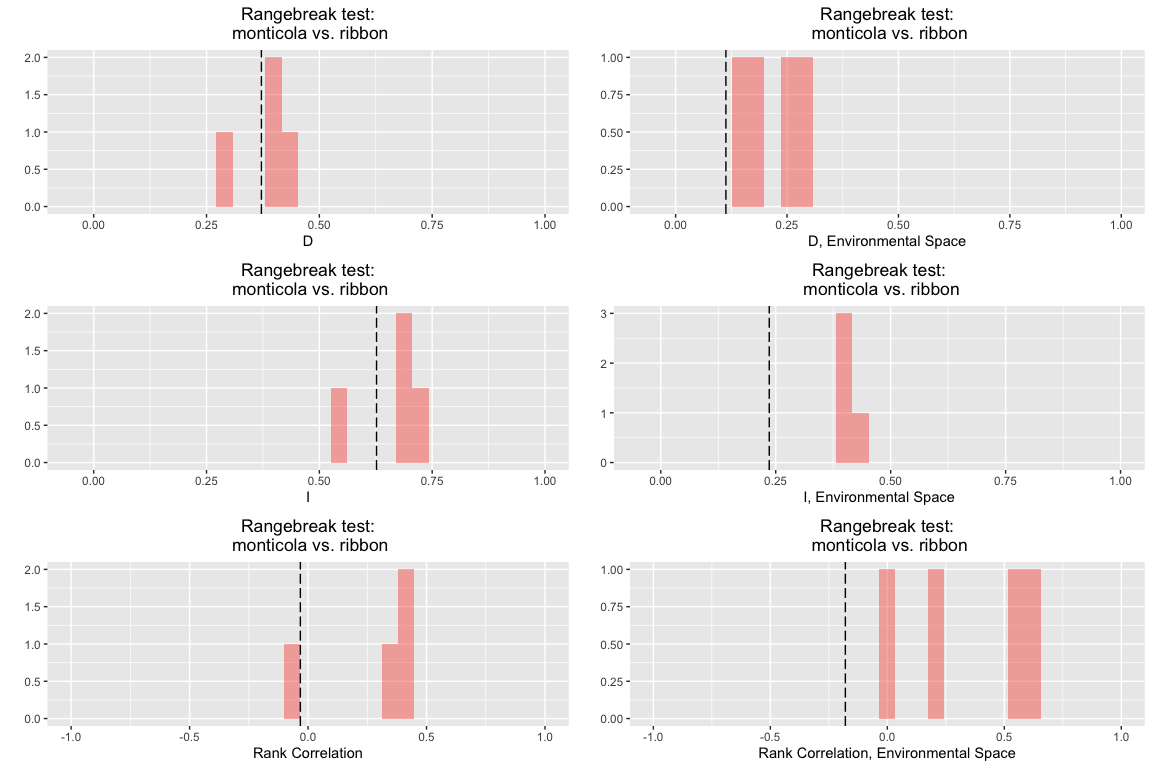 Rangebreak test:
monticola vs. ribbon
2.0
1.5
1.0
0.5
0.0
0.00 0.25 0.50 0.75 1.00
D
Rangebreak test:
monticola vs. ribbon
1.00
0.75
0.50
0.25
0.00
0.00 0.25 0.50 0.75 1.00
D, Environmental Space
Rangebreak test:
monticola vs. ribbon
2.0
1.5
1.0
0.5
0.0
0.00 0.25 0.50 0.75 1.00
I
Rangebreak test:
monticola vs. ribbon
3
2
1
0
0.00 0.25 0.50 0.75 1.00
I, Environmental Space
Rangebreak test:
monticola vs. ribbon
2.0
1.5
1.0
0.5
0.0
-1.0 -0.5 0.0 0.5 1.0
Rank Correlation
Rangebreak test:
monticola vs. ribbon
1.00
0.75
0.50
0.25
0.00
-1.0 -0.5 0.0 0.5 1.0
Rank Correlation, Environmental Space